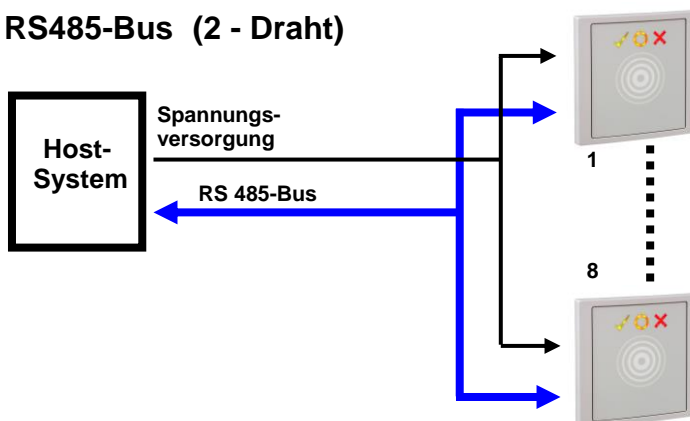 RS485-Bus (2 - Draht)
Spannungs-
versorgung
Host-
System
RS 485-Bus
1
8